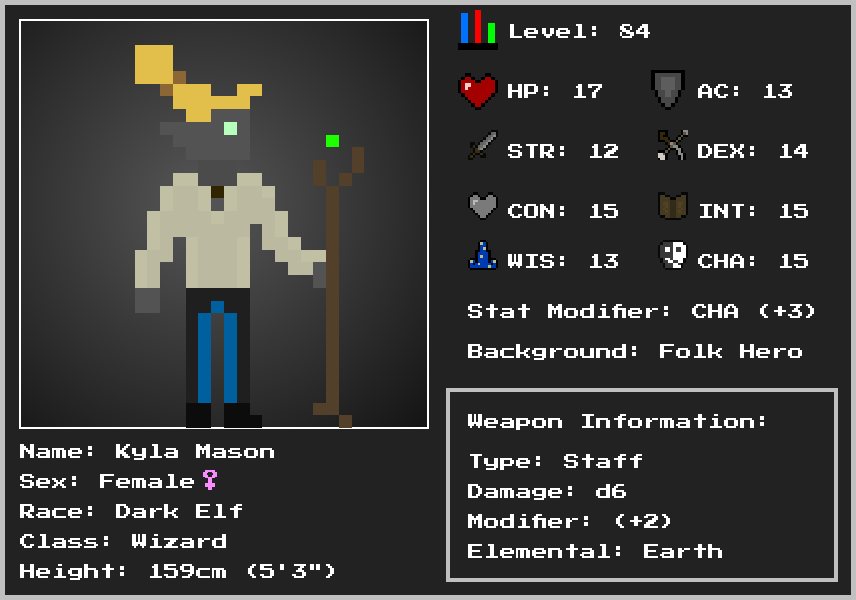 Level: 84
HP: 17
AC: 13
STR: 12
DEX: 14
CON: 15
INT: 15
WIS: 13
CHA: 15
Stat Modifier: CHA (+3)
Background: Folk Hero
Weapon Information:
Type: Staff
Damage: d6
Modifier: (+2)
Elemental: Earth
Name: Kyla Mason
Sex: Female♀
Race: Dark Elf
Class: Wizard
Height: 159cm (5'3")